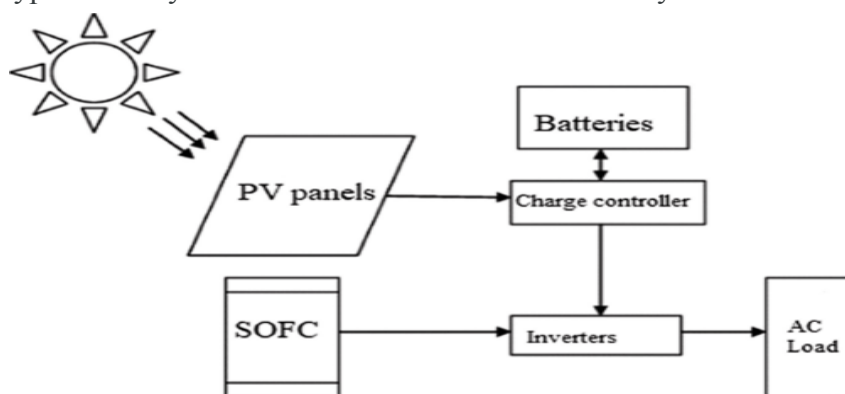 Batteries
PV panels
Charge controller
SOFC
Inverters
AC
Load